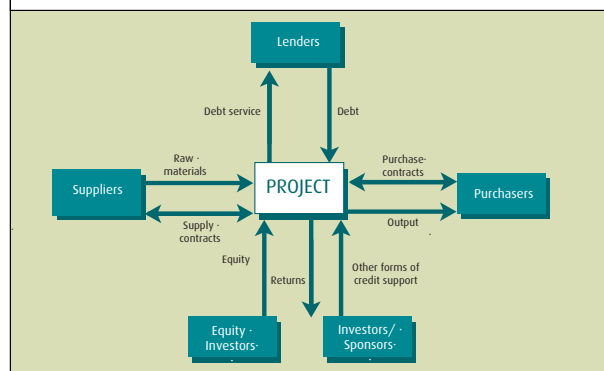 Lenders
Debt service
Debt
Raw ·
materials
Purchase-
contracts
Suppliers
PROJECT
Purchasers
Supply ·
contracts
Output
Equity
Returns
Other forms of
credit support
Equity ·
Investors·
Investors/ ·
Sponsors·